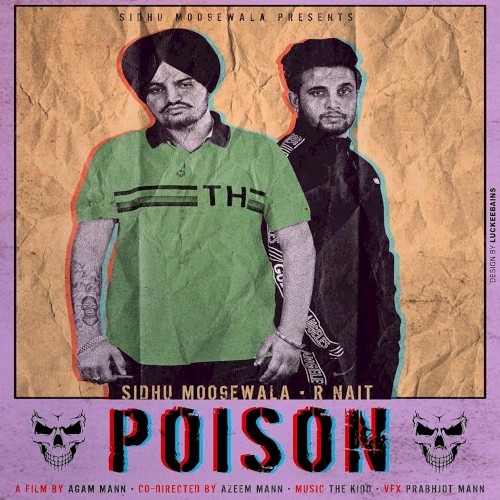 SIDHU MOOSEWALA PRESENTS
TH
DESIGN BY LUCKEEBAINS
SIDHU MOOSEWALA • R NAIT
POISON
A FILM BY AGAM MANN • CO-DIRECTED BY AZEEM MANN • MUSIC THE KIDD • VFX PRABHJOT MANN